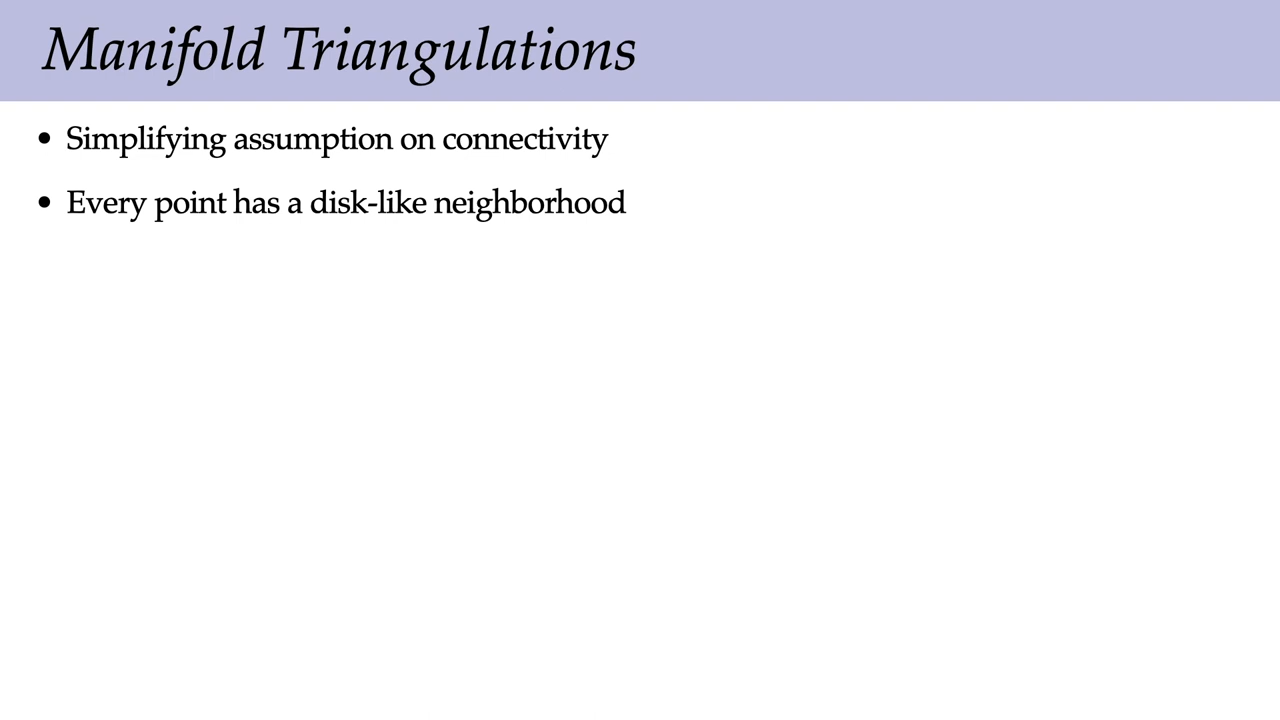 Manifold Triangulations
• Simplifying assumption on connectivity
• Every point has a disk-like neighborhood